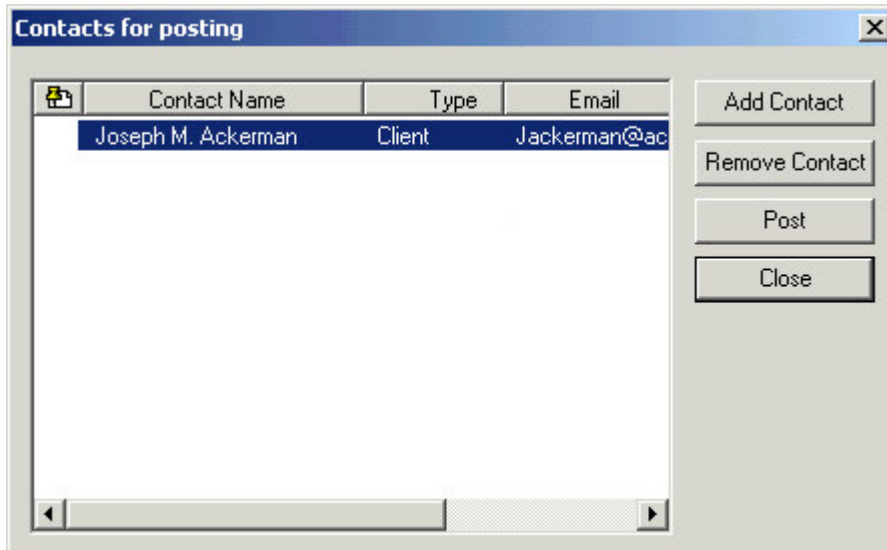 Contacts for posting
Contact Name Type Email
Joseph M. Ackerman Client Jackerman@ac
Add Contact
Remove Contact
Post
Close